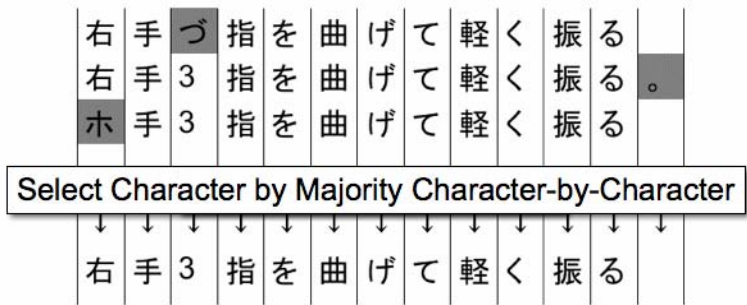 右手づ指を曲げて軽く振る
右手3指を曲げて軽く振る。
ホ手3指を曲げて軽く振る
Select Character by Majority Character-by-Character
↓ ↓ ↓ ↓ ↓ ↓ ↓ ↓ ↓ ↓ ↓ ↓ ↓
右手3指を曲げて軽く振る